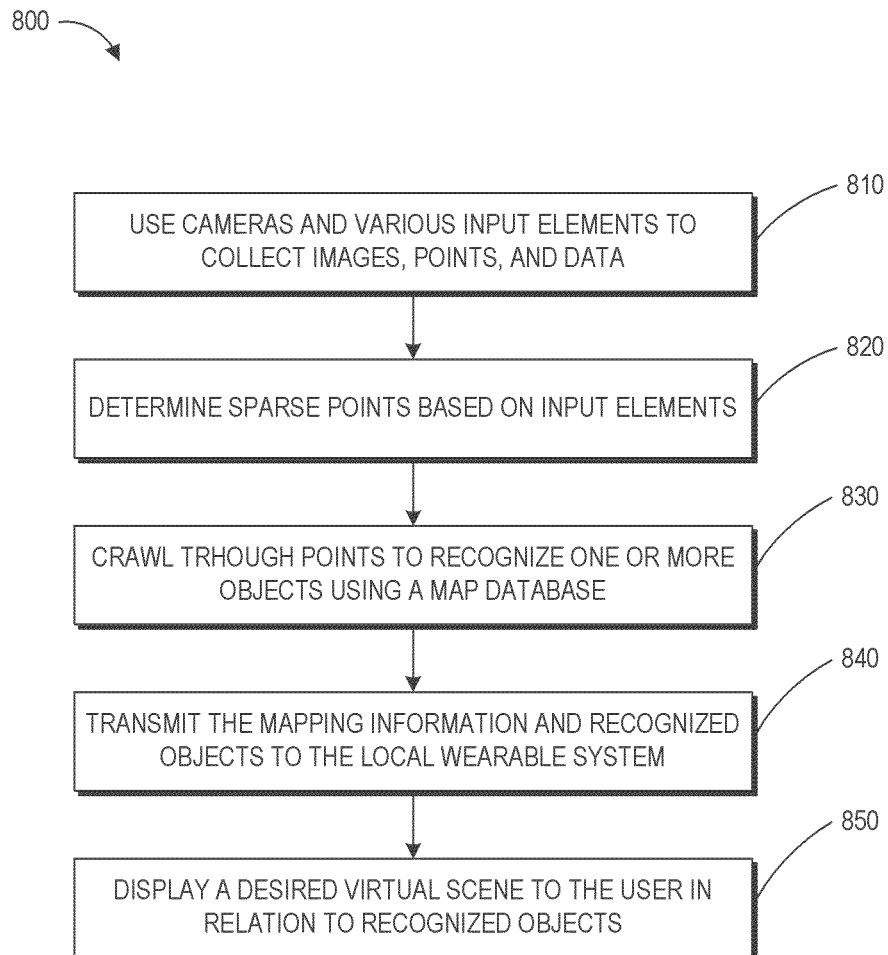 800
810
USE CAMERAS AND VARIOUS INPUT ELEMENTS TO
COLLECT IMAGES, POINTS, AND DATA
820
DETERMINE SPARSE POINTS BASED ON INPUT ELEMENTS
830
CRAWL TRHOUGH POINTS TO RECOGNIZE ONE OR MORE
OBJECTS USING A MAP DATABASE
840
TRANSMIT THE MAPPING INFORMATION AND RECOGNIZED
OBJECTS TO THE LOCAL WEARABLE SYSTEM
850
DISPLAY A DESIRED VIRTUAL SCENE TO THE USER IN
RELATION TO RECOGNIZED OBJECTS